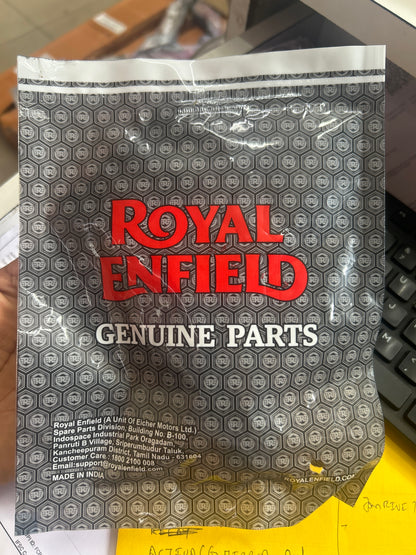 ROYAL
ENFIELD
GENUINE PARTS
Royal Enfield (A Unit Of Eicher Motors Ltd.)
Spare Parts Division, Building No. B-100,
Indospace Industrial Park Oragadam,
Panruti B Village, Sriperumbudur Taluk,
Kancheepuram District, Tamil Nadu - 631604
Customer Care : 1800 2100 008
Email:support@royalenfield.com
MADE IN INDIA
ROYALENFIELD.COM